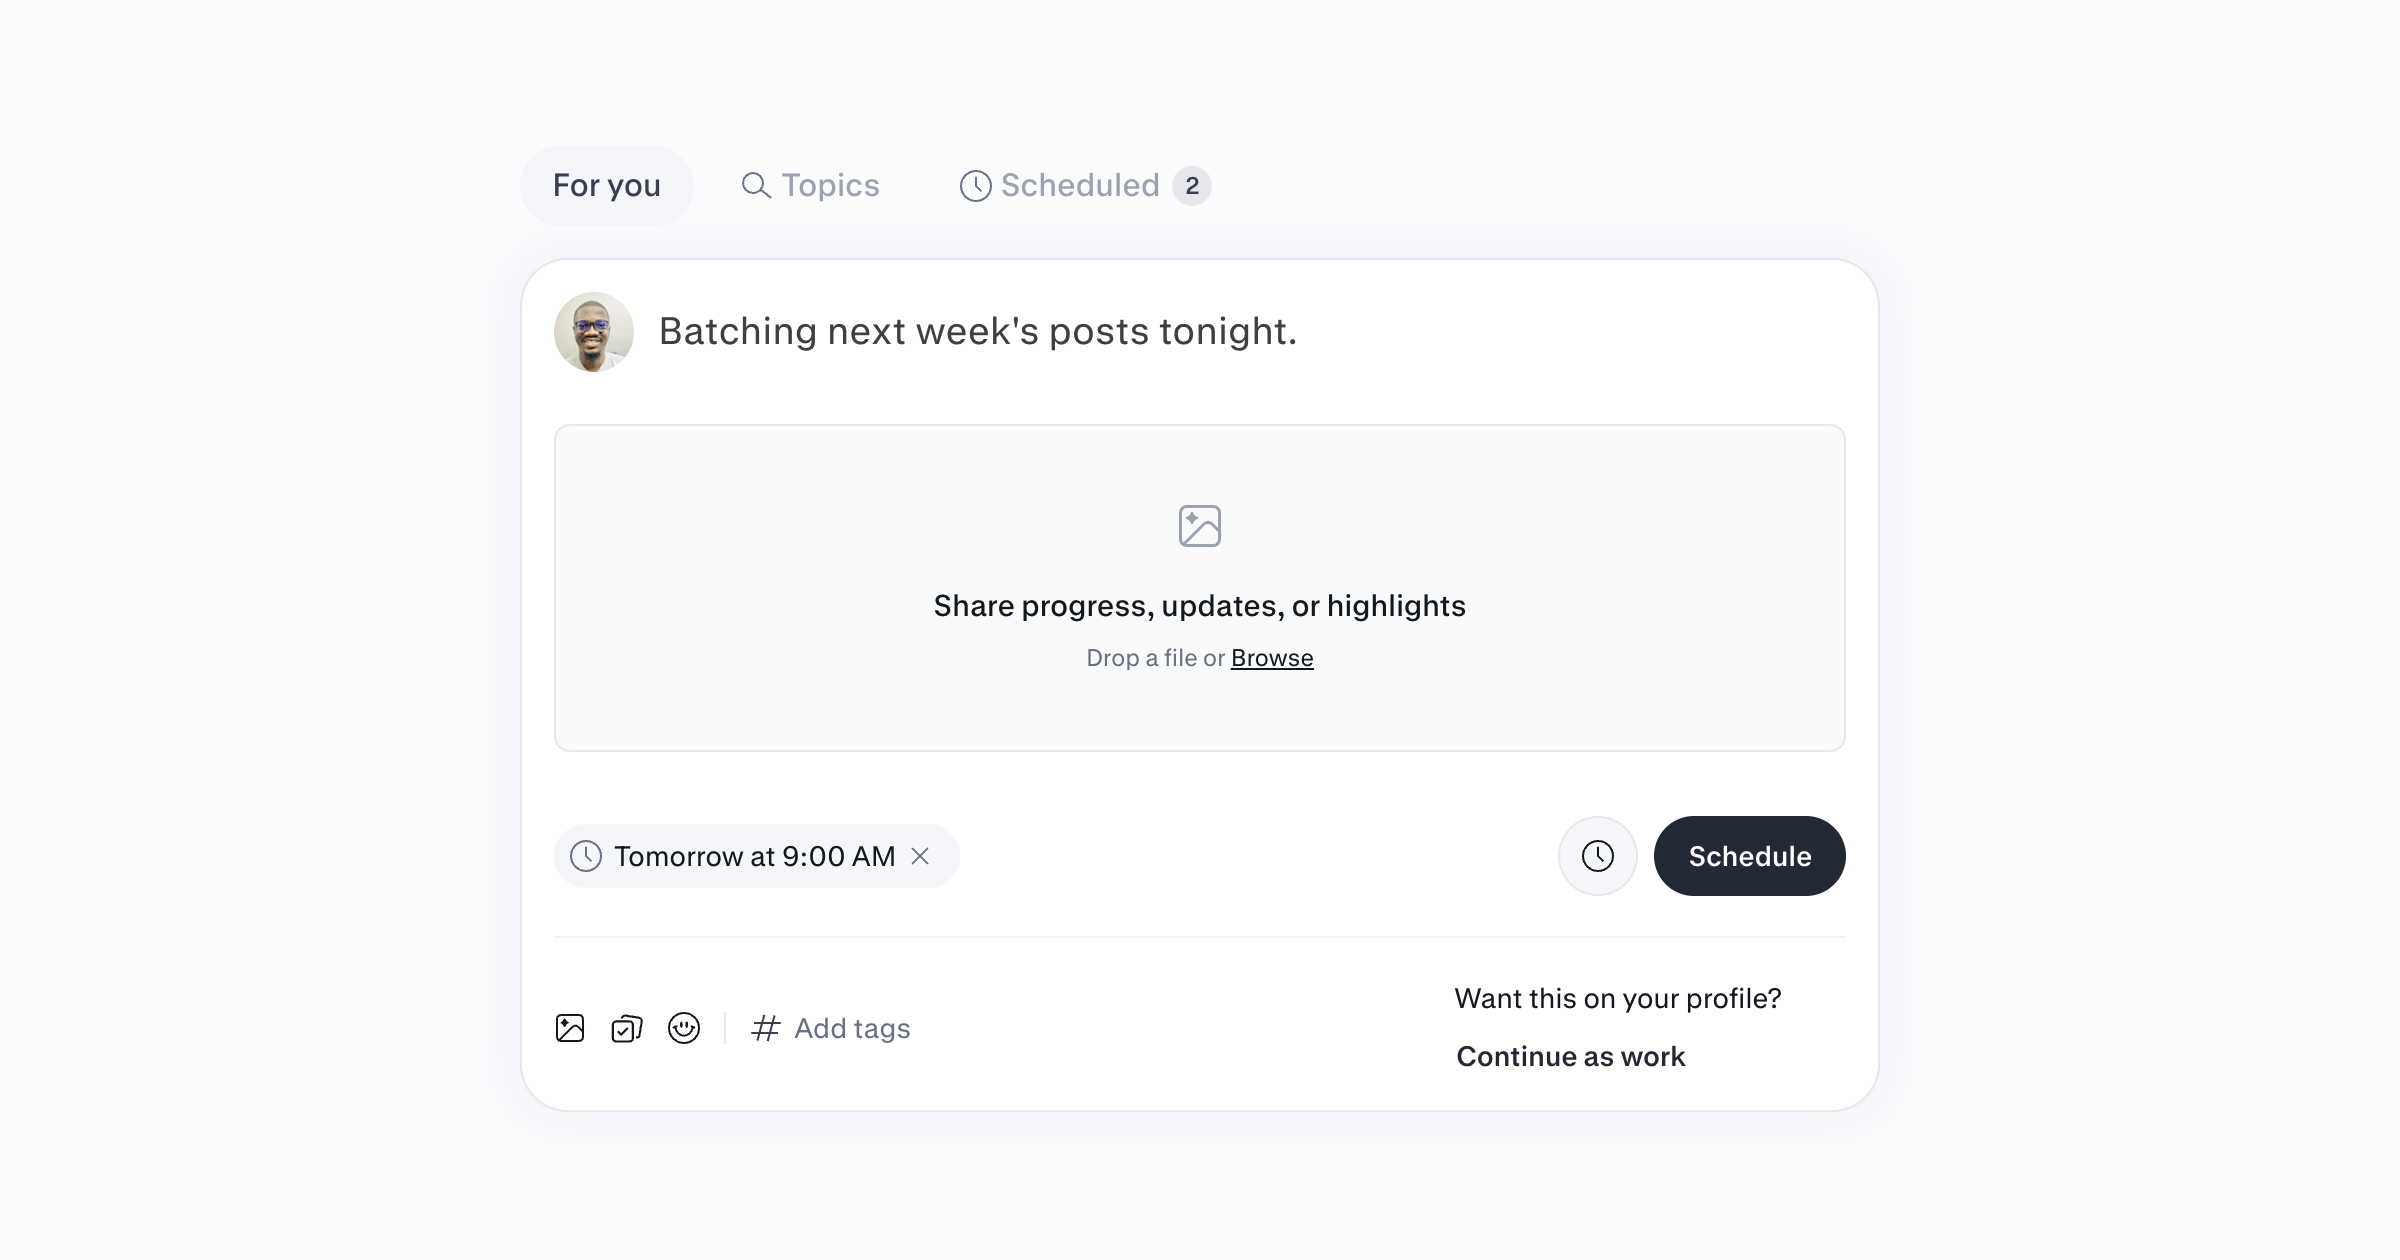 For you
Topics
Scheduled 2
Batching next week's posts tonight.
Share progress, updates, or highlights
Drop a file or Browse
Tomorrow at 9:00 AM
Schedule
Want this on your profile?
Add tags
Continue as work